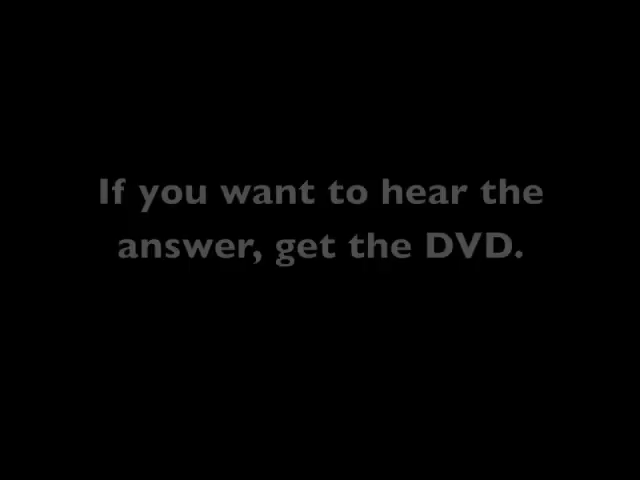 If you want to hear the
answer, get the DVD.